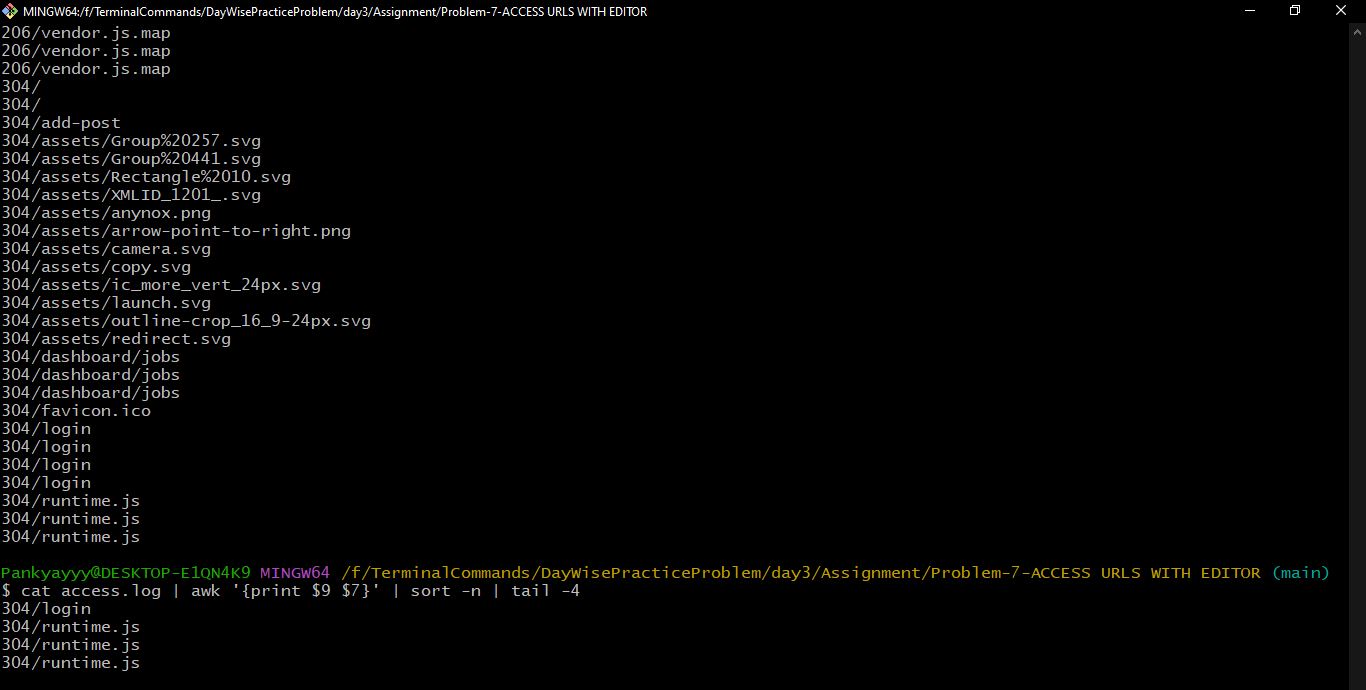 MINGW64:/f/TerminalCommands/DayWisePracticeProblem/day3/Assignment/Problem-7-ACCESS URLS WITH EDITOR
206/vendor.js.map
206/vendor.js.map
206/vendor.js.map
304/
304/
304/add-post
304/assets/Group%20257.svg
304/assets/Group%20441.svg
304/assets/Rectangle%2010.svg
304/assets/XMLID_1201_.svg
304/assets/anynox.png
304/assets/arrow-point-to-right.png
304/assets/camera.svg
304/assets/copy.svg
304/assets/ic_more_vert_24px.svg
304/assets/launch.svg
304/assets/outline-crop_16_9-24px.svg
304/assets/redirect.svg
304/dashboard/jobs
304/dashboard/jobs
304/dashboard/jobs
304/favicon.ico
304/login
304/login
304/login
304/login
304/runtime.js
304/runtime.js
304/runtime.js
Pankyayyy@DESKTOP-E1QN4K9 MINGW64 /f/TerminalCommands/DayWisePracticeProblem/day3/Assignment/Problem-7-ACCESS URLS WITH EDITOR (main)
$ cat access.log | awk '{print $9 $7}' | sort -n | tail -4
304/login
304/runtime.js
304/runtime.js
304/runtime.js